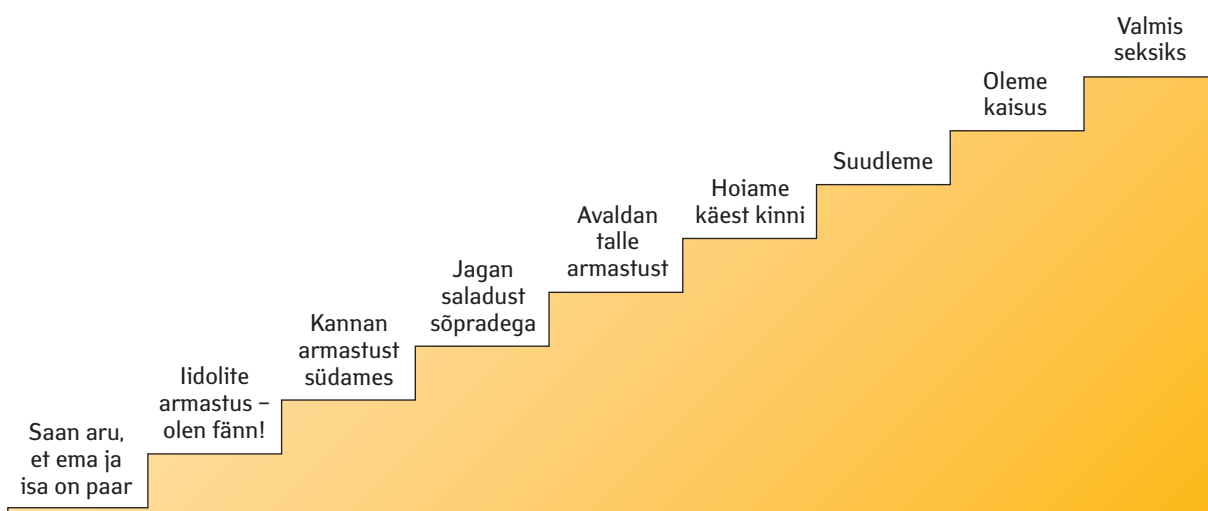 Saan aru,
et ema ja
isa on paar
Iidolite
armastus –
olen fänn!
Kannan
armastust
südames
Jagan
saladust
sõpradega
Avaldan
talle
armastust
Hoiame
käest kinni
Suudleme
Oleme
kaisus
Valmis
seksiks